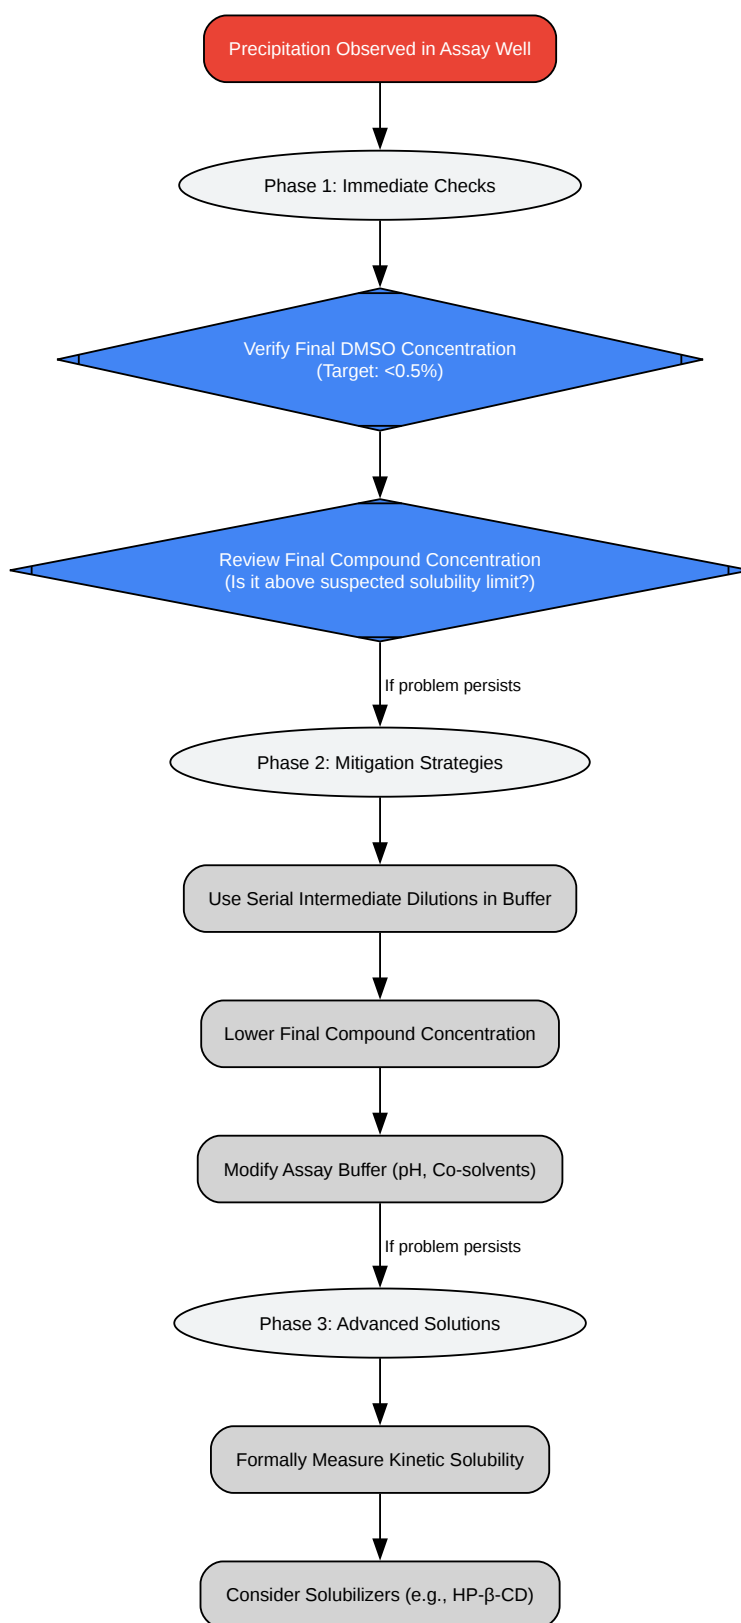 Precipitation Observed in Assay Well
Phase 1: Immediate Checks
Verify Final DMSO Concentration
(Target: <0.5%)
Review Final Compound Concentration
(Is it above suspected solubility limit?)
If problem persists
Phase 2: Mitigation Strategies
Use Serial Intermediate Dilutions in Buffer
Lower Final Compound Concentration
Modify Assay Buffer (pH, Co-solvents)
If problem persists
Phase 3: Advanced Solutions
Formally Measure Kinetic Solubility
Consider Solubilizers (e.g., HP-β-CD)